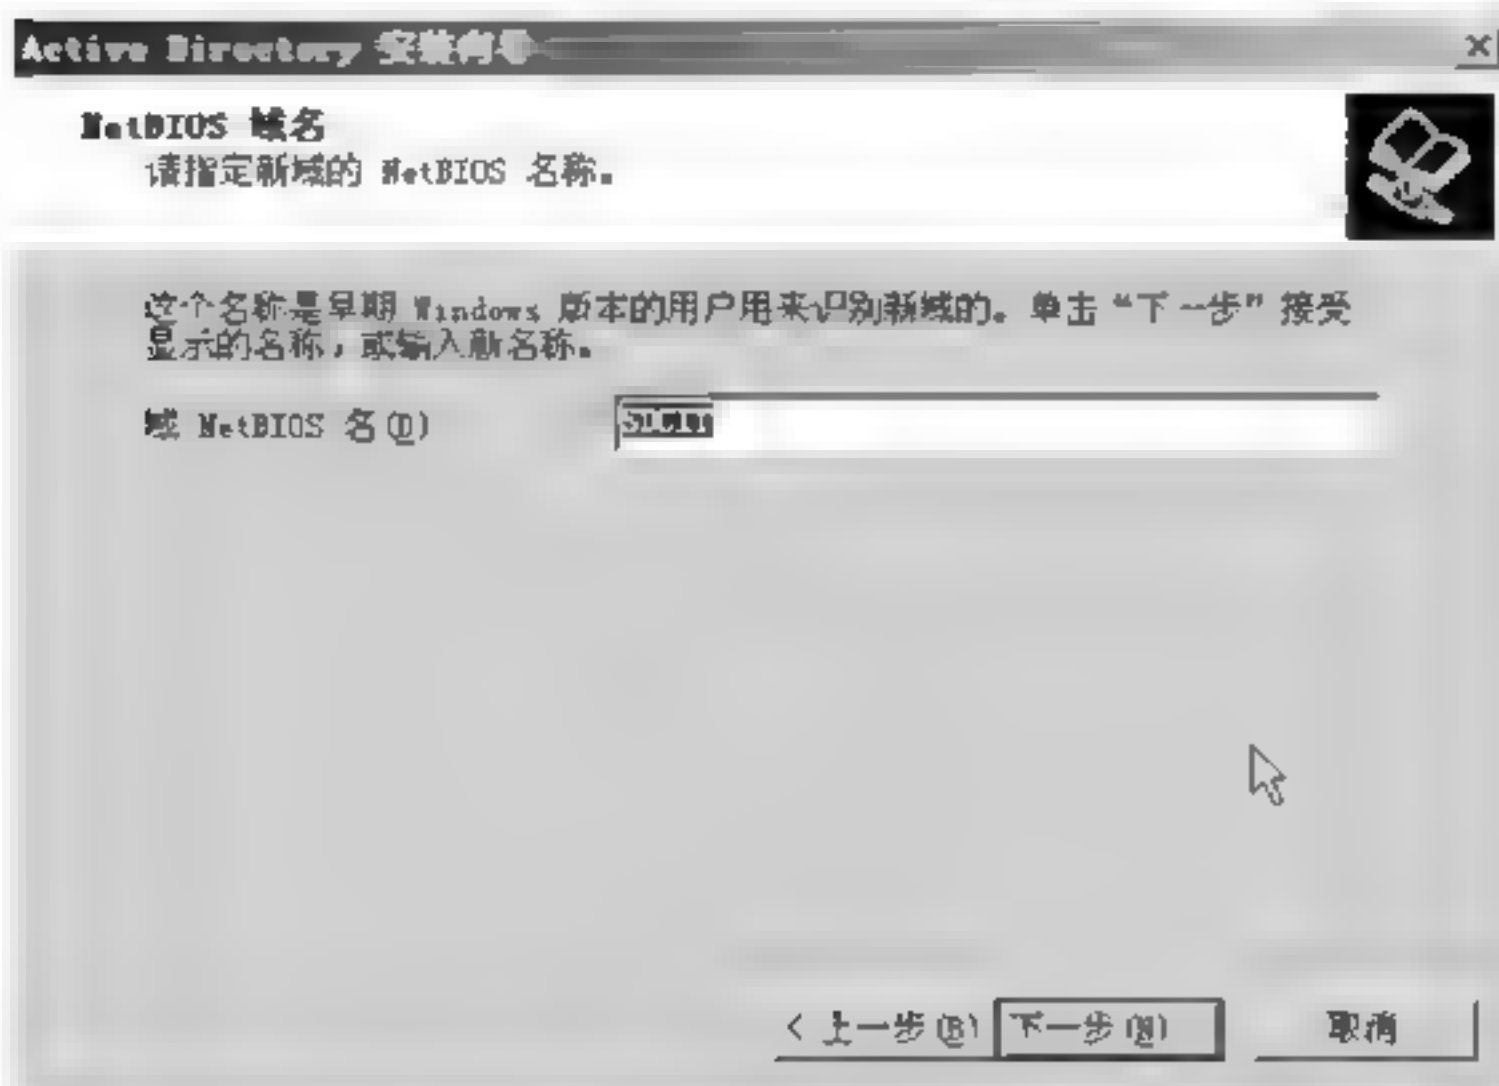 Active Directory 安装向导
NetBIOS 域名
请指定新域的 NetBIOS 名称。
这个名称是早期 Windows 版本的用户用来识别新域的。单击 “下一步” 接受
显示的名称，或输入新名称。
域 NetBIOS 名(D)
< 上一步(B) 下一步(N) 取消